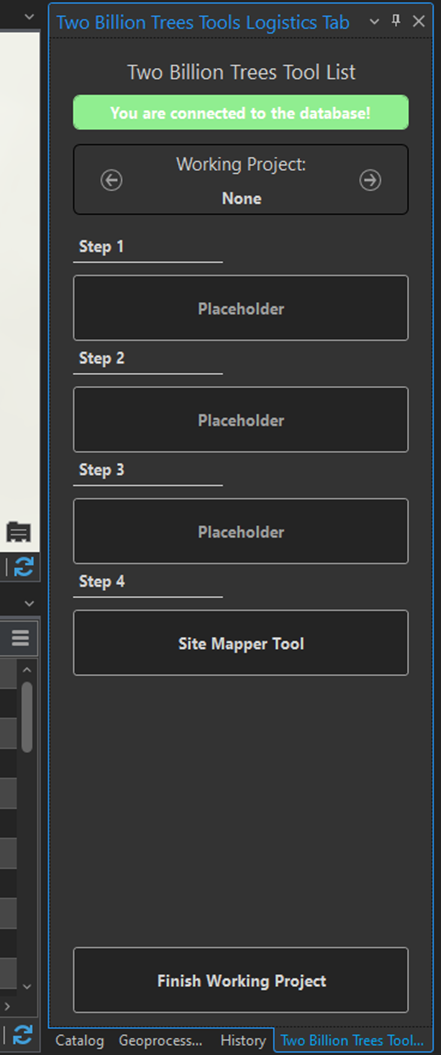 Two Billion Trees Tools Logistics Tab
Two Billion Trees Tool List
You are connected to the database!
Working Project:
None
Step 1
Placeholder
Step 2
Placeholder
Step 3
Placeholder
Step 4
Site Mapper Tool
Finish Working Project
Catalog Geoprocess... History Two Billion Trees Tool...